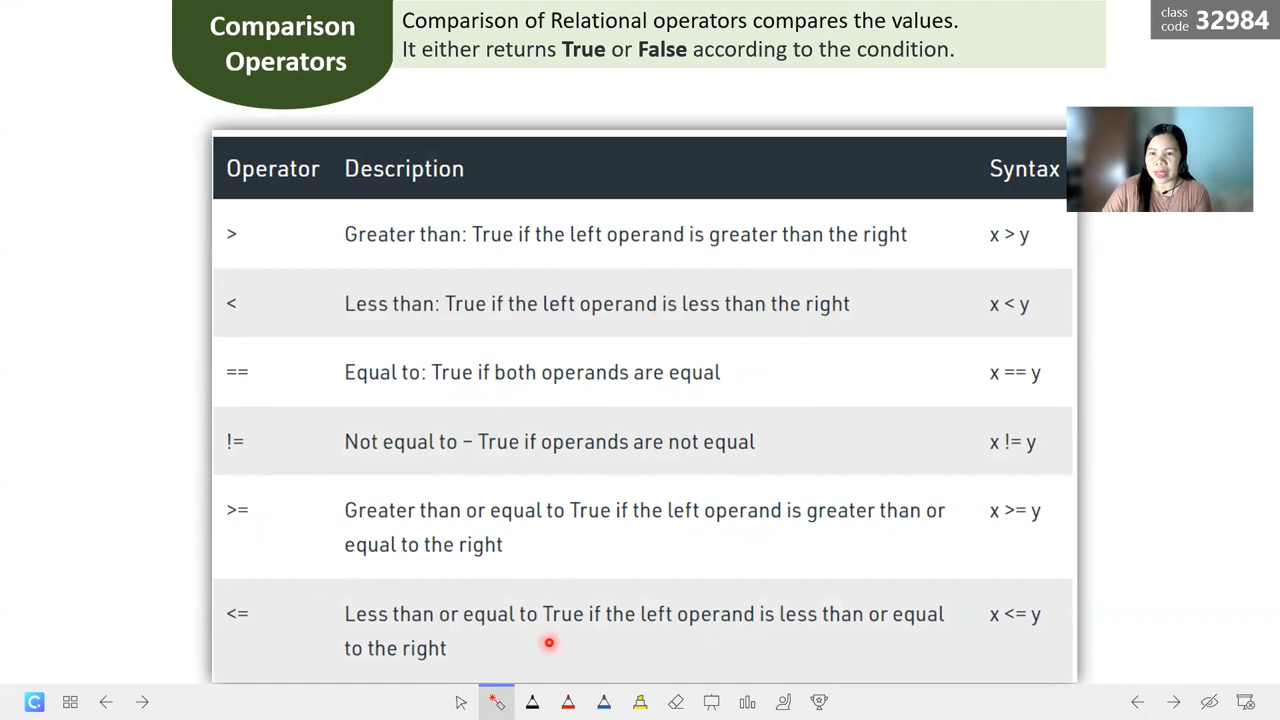 Comparison
Operators
Comparison of Relational operators compares the values.
It either returns True or False according to the condition.
class
code 32984
Operator Description Syntax
> Greater than: True if the left operand is greater than the right x > y
< Less than: True if the left operand is less than the right x < y
== Equal to: True if both operands are equal x == y
!= Not equal to – True if operands are not equal x != y
>= Greater than or equal to True if the left operand is greater than or x >= y
equal to the right
<= Less than or equal to True if the left operand is less than or equal x <= y
to the right